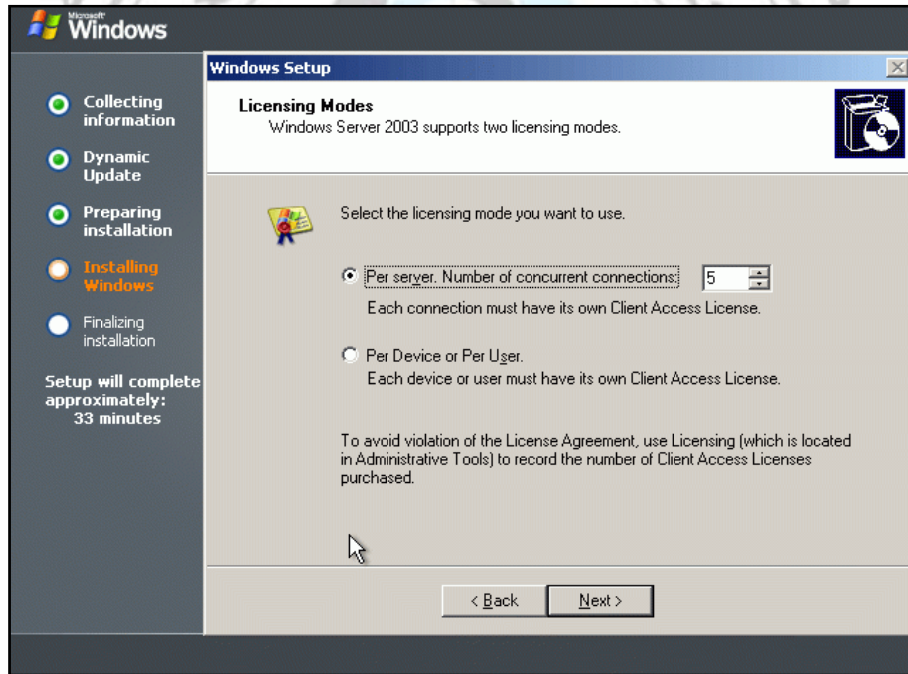 Microsoft
Windows
Collecting
information
Dynamic
Update
Preparing
installation
Installing
Windows
Finalizing
installation
Setup will complete
approximately:
33 minutes
Windows Setup
Licensing Modes
Windows Server 2003 supports two licensing modes.
Select the licensing mode you want to use.
Per server. Number of concurrent connections: 5
Each connection must have its own Client Access License.
Per Device or Per User.
Each device or user must have its own Client Access License.
To avoid violation of the License Agreement, use Licensing (which is located
in Administrative Tools) to record the number of Client Access Licenses
purchased.
< Back Next >